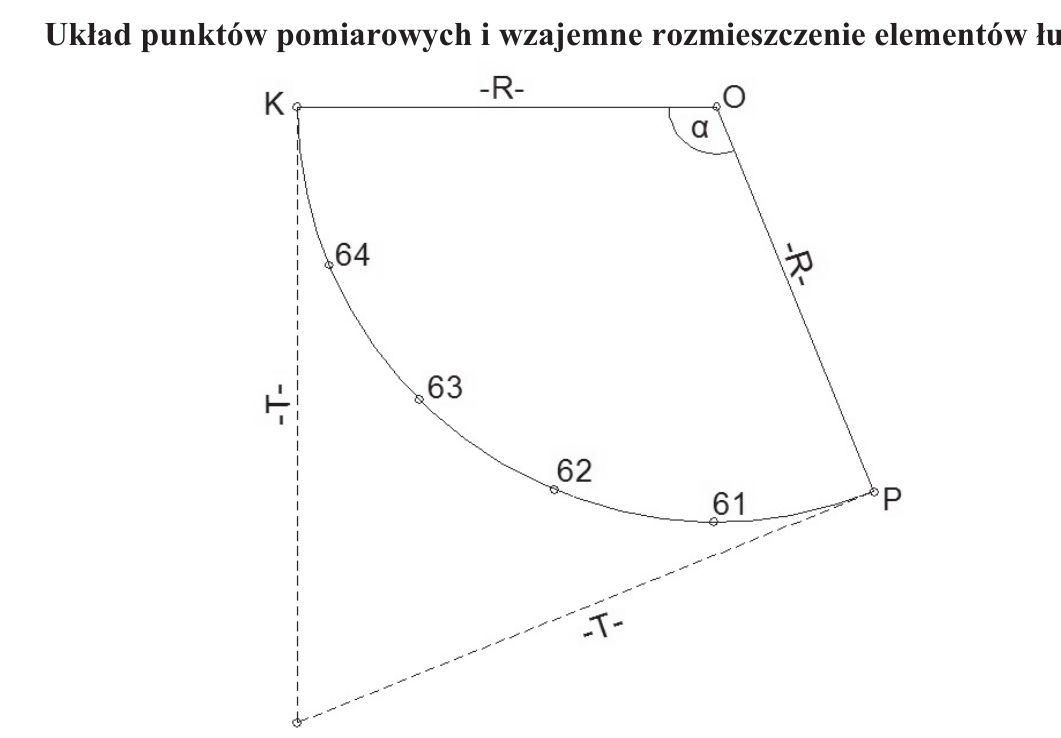 Układ punktów pomiarowych i wzajemne rozmieszczenie elementów łu
-R-
K
O
α
64
-R-
63
-T-
62
61
P
-T-